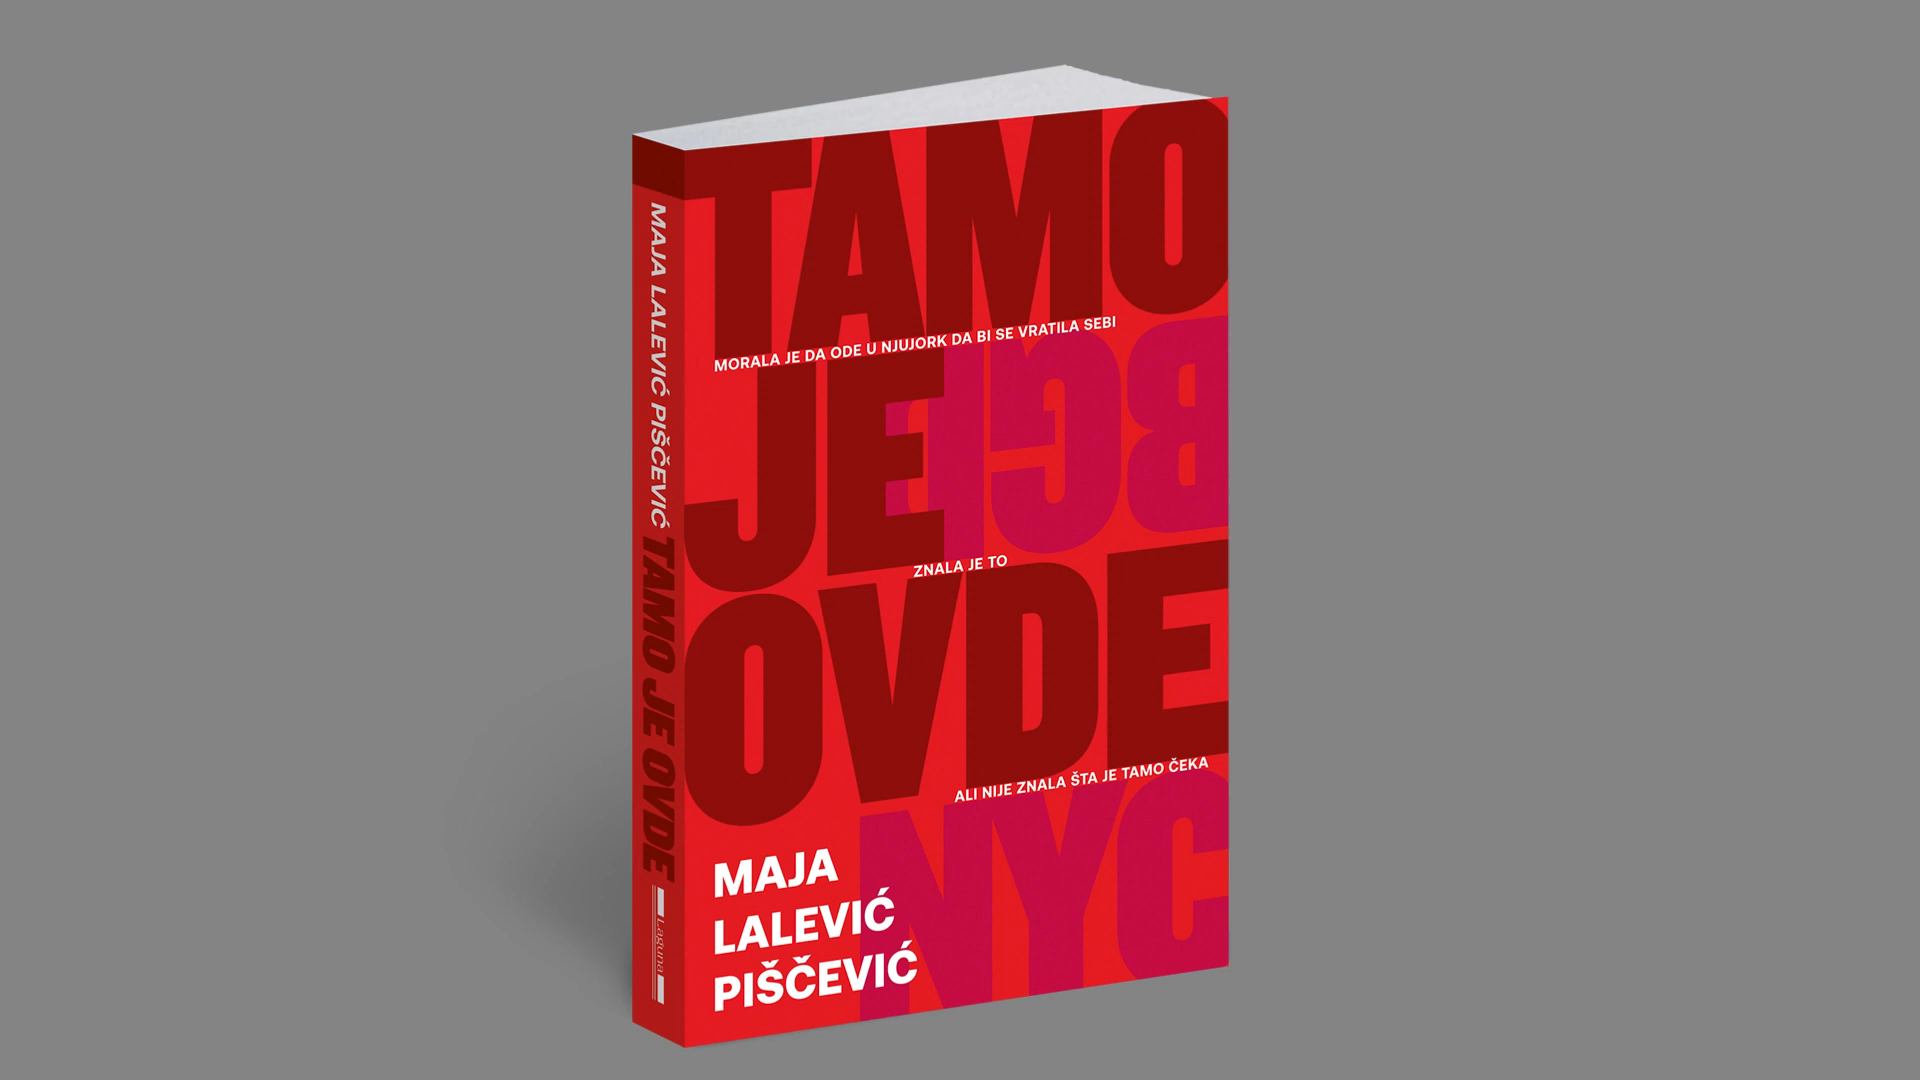 MAJA LALEVIĆ PIŠČEVIĆ TAMO JE OVDE
Laguna
TAMO
MORALA JE DA ODE U NJUJORK DA BI SE VRATILA SEBI
JE
ZNALA JE TO
OVDE
ALI NIJE ZNALA ŠTA JE TAMO ČEKA
NYC
MAJA
LALEVIĆ
PIŠČEVIĆ